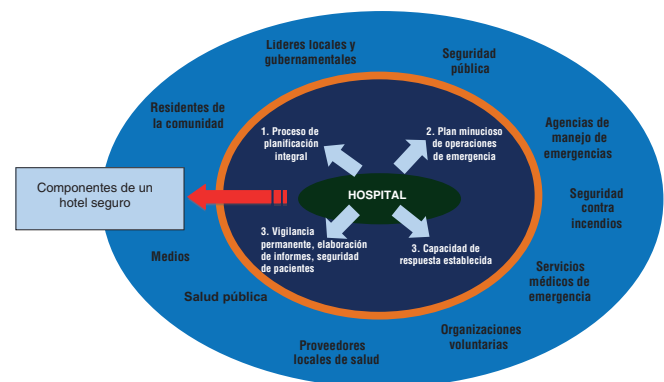 Líderes locales y
gubernamentales
Seguridad
pública
Residentes de
la comunidad
Agencias de
manejo de
emergencias
1. Proceso de
planificación
integral
2. Plan minucioso
de operaciones
de emergencia
Componentes de un
hotel seguro
HOSPITAL
Seguridad
contra
incendios
3. Vigilancia
permanente, elaboración
de informes, seguridad
de pacientes
3. Capacidad de
respuesta establecida
Medios
Servicios
médicos de
emergencia
Salud pública
Organizaciones
voluntarias
Proveedores
locales de salud